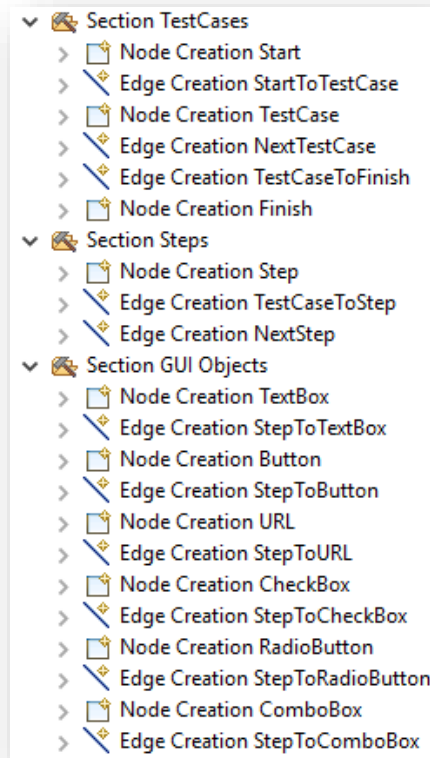 Section TestCases
Node Creation Start
Edge Creation StartToTestCase
Node Creation TestCase
Edge Creation NextTestCase
Edge Creation TestCaseToFinish
Node Creation Finish
Section Steps
Node Creation Step
Edge Creation TestCaseToStep
Edge Creation NextStep
Section GUI Objects
Node Creation TextBox
Edge Creation StepToTextBox
Node Creation Button
Edge Creation StepToButton
Node Creation URL
Edge Creation StepToURL
Node Creation CheckBox
Edge Creation StepToCheckBox
Node Creation RadioButton
Edge Creation StepToRadioButton
Node Creation ComboBox
Edge Creation StepToComboBox